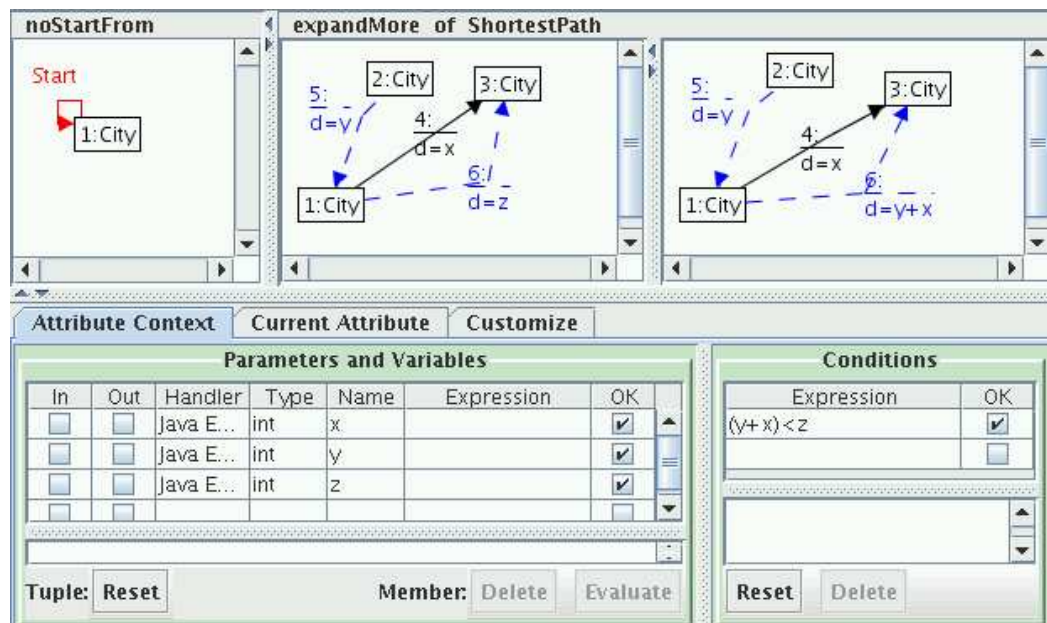 noStartFrom
expandMore of ShortestPath
Start
1:City
2:City
3:City
5:
d=y
4:
d=x
6:
d=z
1:City
2:City
3:City
5:
d=y
4:
d=x
6:
d=y+x
1:City
Attribute Context Current Attribute Customize
Parameters and Variables
In Out Handler Type Name Expression OK
Java E... int x
Java E... int y
Java E... int z
Tuple: Reset Member: Delete Evaluate
Conditions
Expression OK
(y+x)<z
Reset Delete